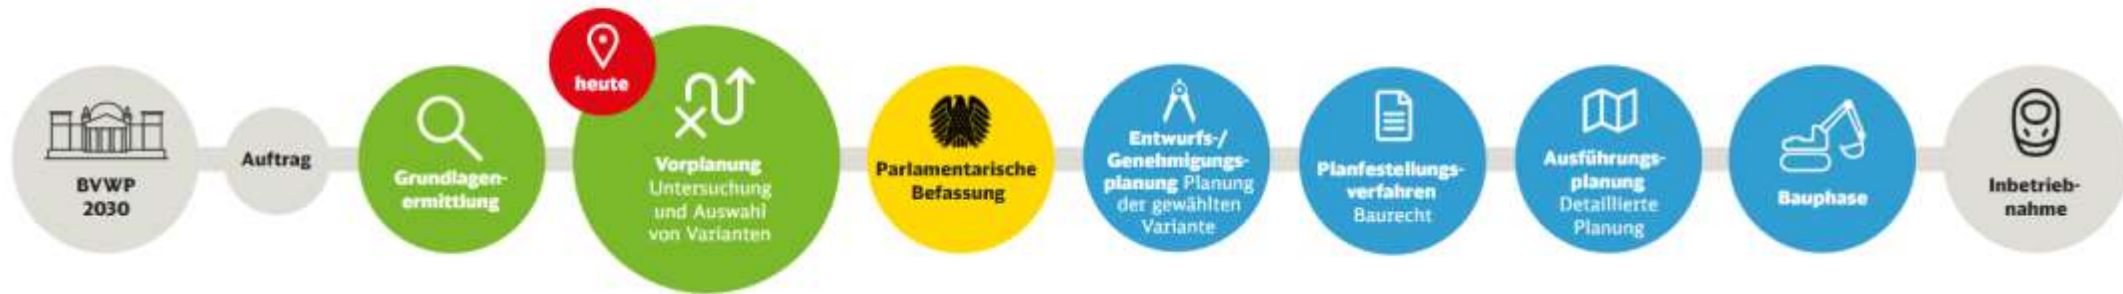 BVWP
2030
Auftrag
Grundlagen-
ermittlung
heute
Vorplanung
Untersuchung
und Auswahl
von Varianten
Parlamentarische
Befassung
Entwurfs-/
Genehmigungs-
planung Planung
der gewählten
Variante
Planfestellungs-
verfahren
Baurecht
Ausführungs-
planung
Detaillierte
Planung
Bauphase
Inbetrieb-
nahme